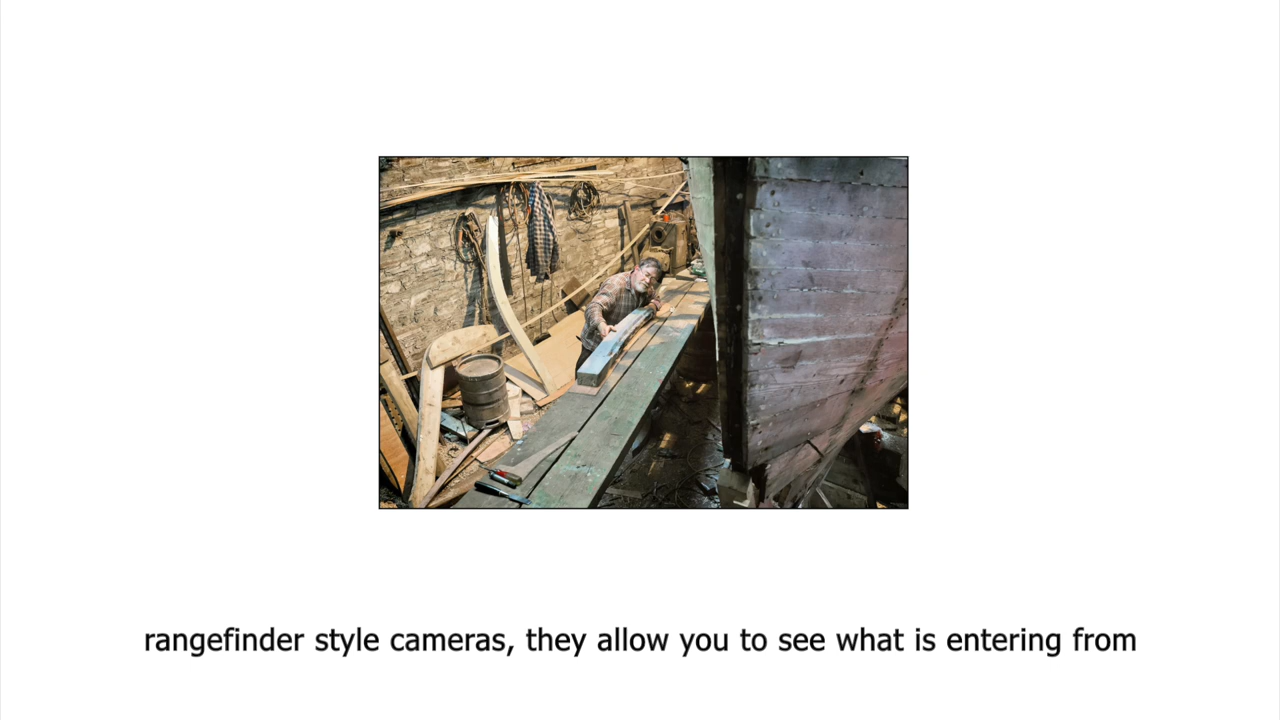 rangefinder style cameras, they allow you to see what is entering from